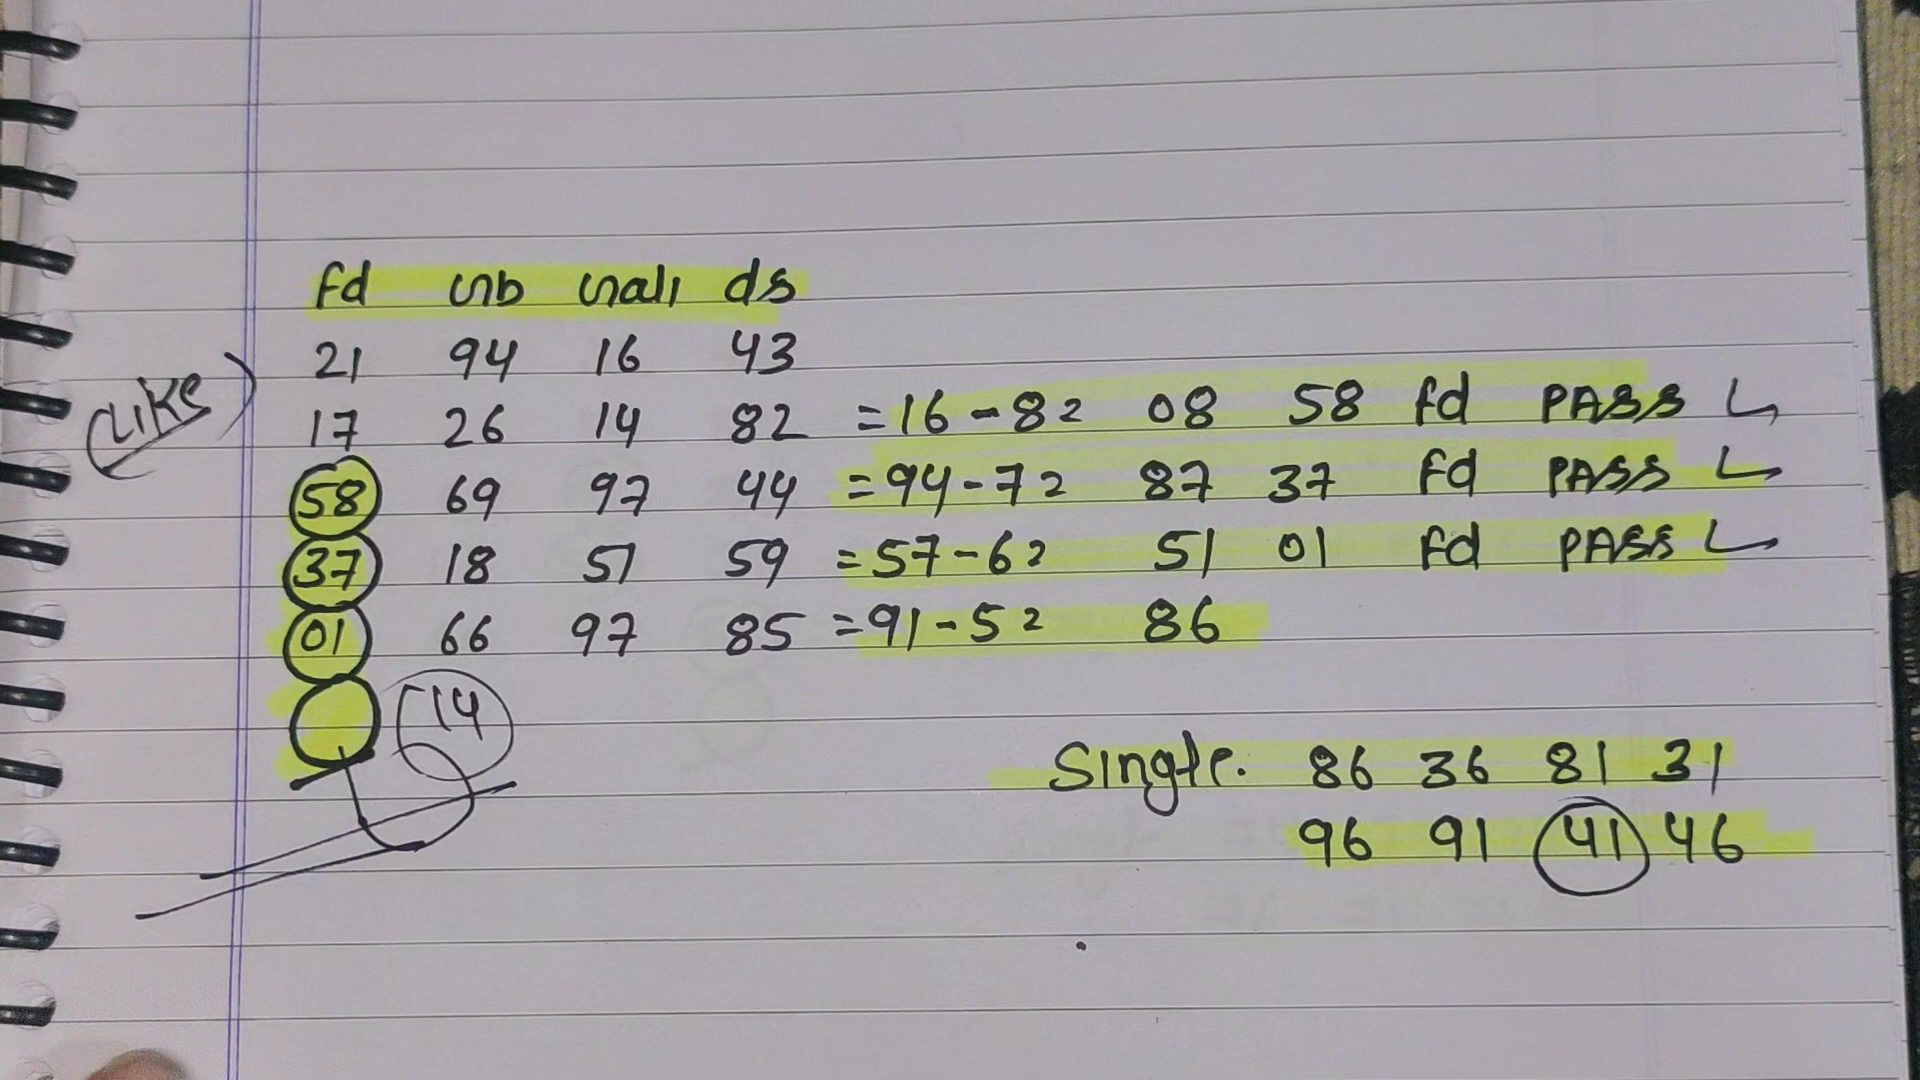 fd gb gali ds
21 94 16 43
LIKE
17 26 14 82 =16-82 08 58 fd PASS
58 69 97 44 =94-72 87 37 fd PASS
37 18 51 59 =57-62 51 01 fd PASS
01 66 97 85 =91-52 86
14
Single. 86 36 81 31
96 91 41 46